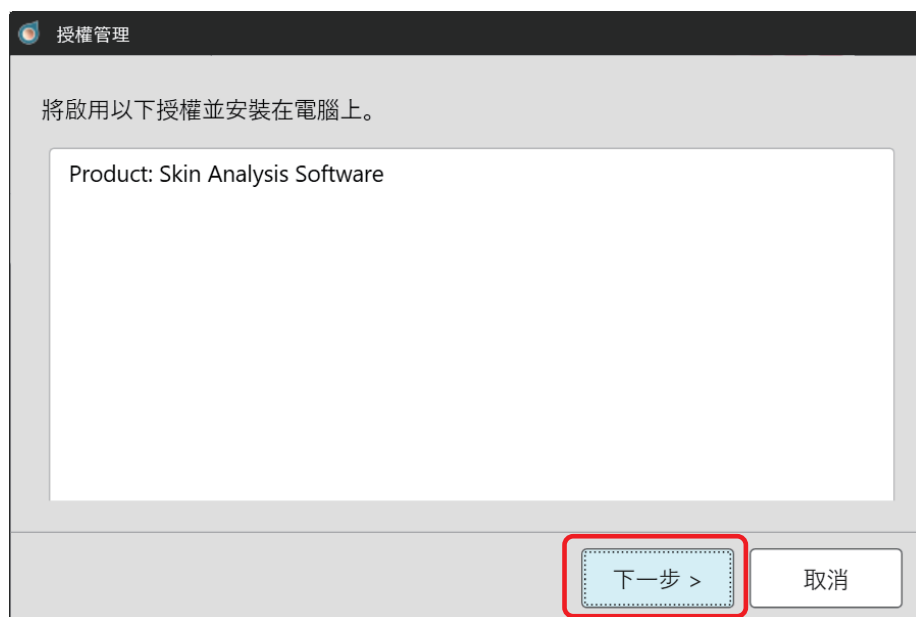 授權管理
將啟用以下授權並安裝在電腦上。
Product: Skin Analysis Software
下一步 >
取消